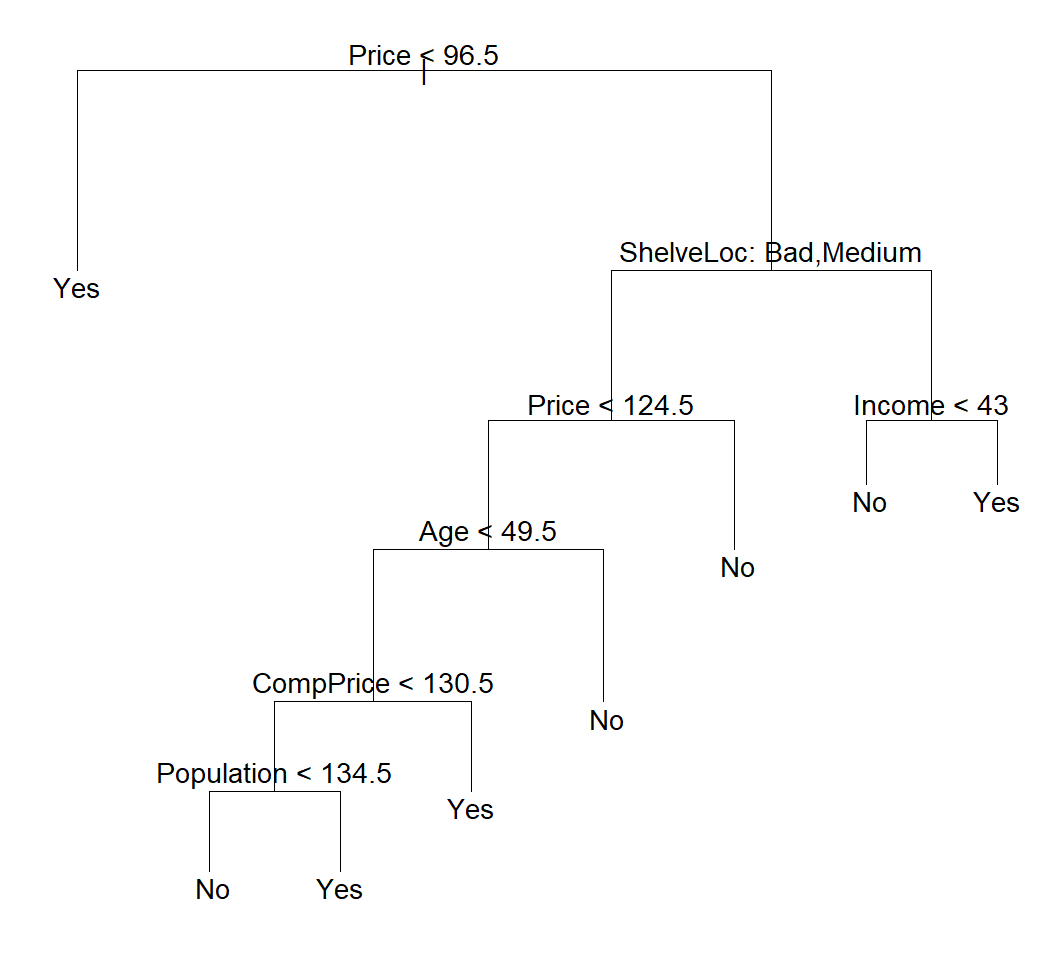 Price < 96.5
ShelveLoc: Bad,Medium
Yes
Price < 124.5
Income < 43
No
Yes
Age < 49.5
No
CompPrice < 130.5
No
Population < 134.5
Yes
No
Yes